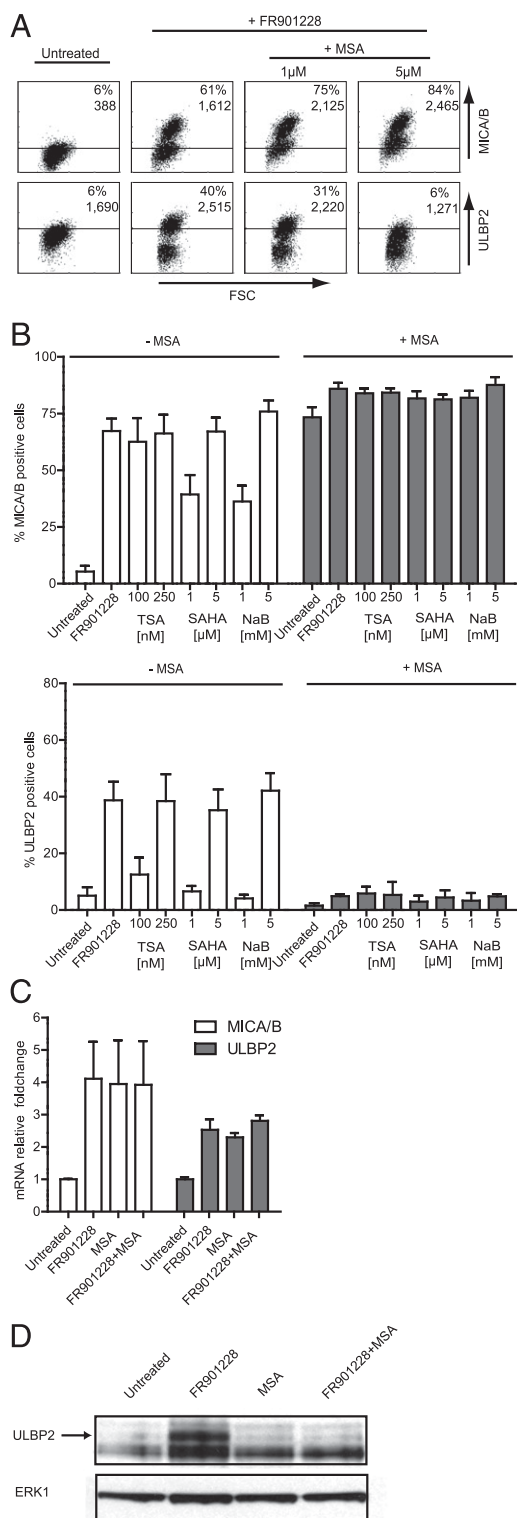 A
+ FR901228
Untreated
+ MSA
1µM
5µM
6%
388
61%
1,612
75%
2,125
84%
2,465
MICA/B
6%
1,690
40%
2,515
31%
2,220
6%
1,271
ULBP2
FSC
B
- MSA
+ MSA
% MICA/B positive cells
100
75
50
25
0
Untreated
FR901228
100 250
TSA
[nM]
1 5
SAHA
[µM]
1 5
NaB
[mM]
Untreated
FR901228
100 250
TSA
[nM]
1 5
SAHA
[µM]
1 5
NaB
[mM]
- MSA
+ MSA
% ULBP2 positive cells
80
60
40
20
0
Untreated
FR901228
100 250
TSA
[nM]
1 5
SAHA
[µM]
1 5
NaB
[mM]
Untreated
FR901228
100 250
TSA
[nM]
1 5
SAHA
[µM]
1 5
NaB
[mM]
C
mRNA relative foldchange
6
5
4
3
2
1
0
MICA/B
ULBP2
Untreated
FR901228
MSA
FR901228+MSA
Untreated
FR901228
MSA
FR901228+MSA
D
Untreated
FR901228
MSA
FR901228+MSA
ULBP2
ERK1